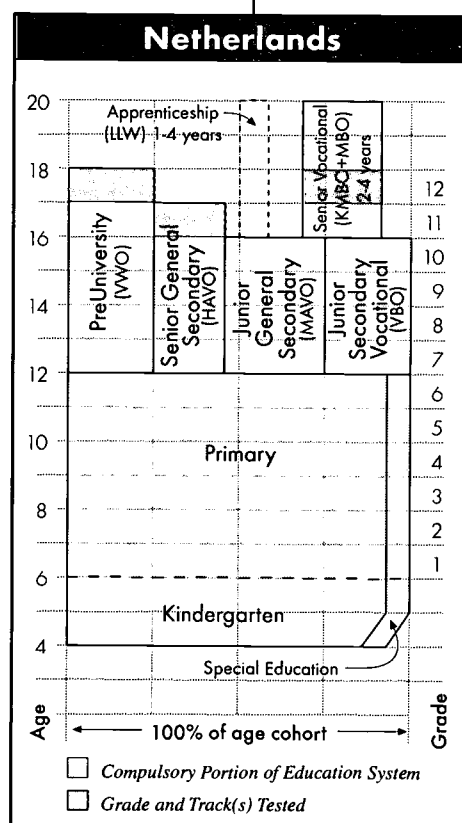 Netherlands
20
18
16
14
12
10
8
6
4
Age
Apprenticeship
(LLW) 1-4 years
Senior Vocational
(KMBO+MBO)
2-4 years
PreUniversity
(VWO)
Senior General
Secondary
(HAVO)
Junior
General
Secondary
(MAVO)
Junior
Secondary
Vocational
(VBO)
12
11
10
9
8
7
6
5
4
3
2
1
Grade
Primary
Kindergarten
Special Education
100% of age cohort
Compulsory Portion of Education System
Grade and Track(s) Tested